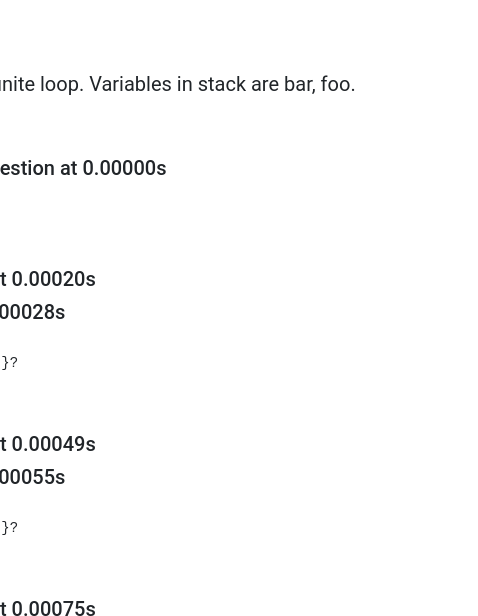 nite loop. Variables in stack are bar, foo.
estion at 0.00000s
t 0.00020s
00028s
}?
t 0.00049s
00055s
}?
t 0.00075s